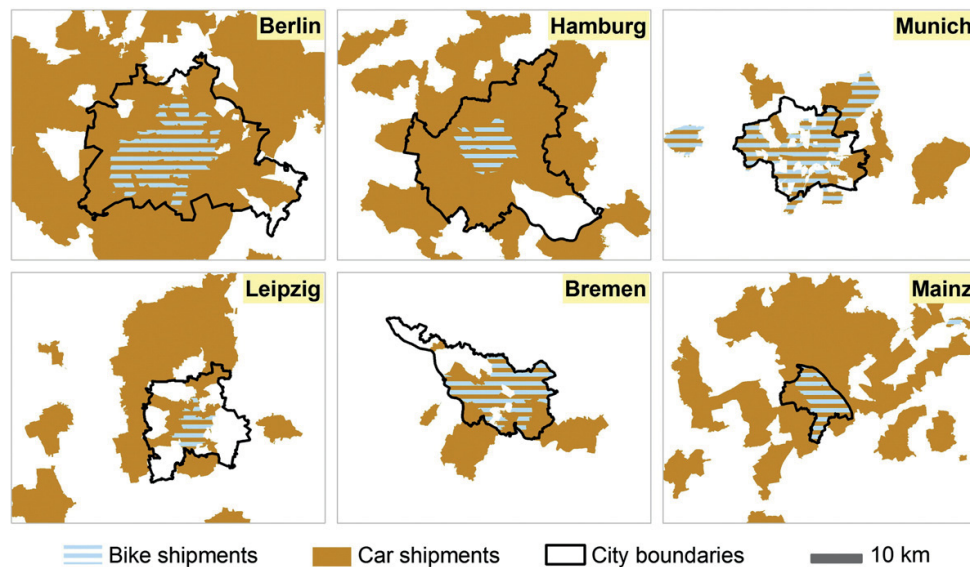 Berlin
Hamburg
Munich
Leipzig
Bremen
Mainz
Bike shipments
Car shipments
City boundaries
10 km